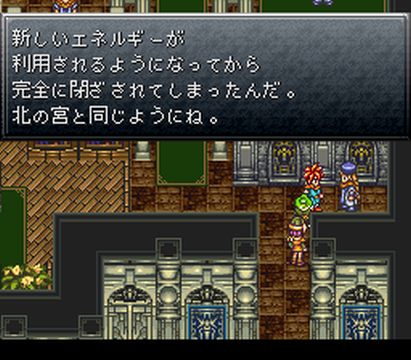 新しいエネルギーが
利用されるようになってから
完全に閉ざされてしまったんだ。
北の宮と同じようにね。